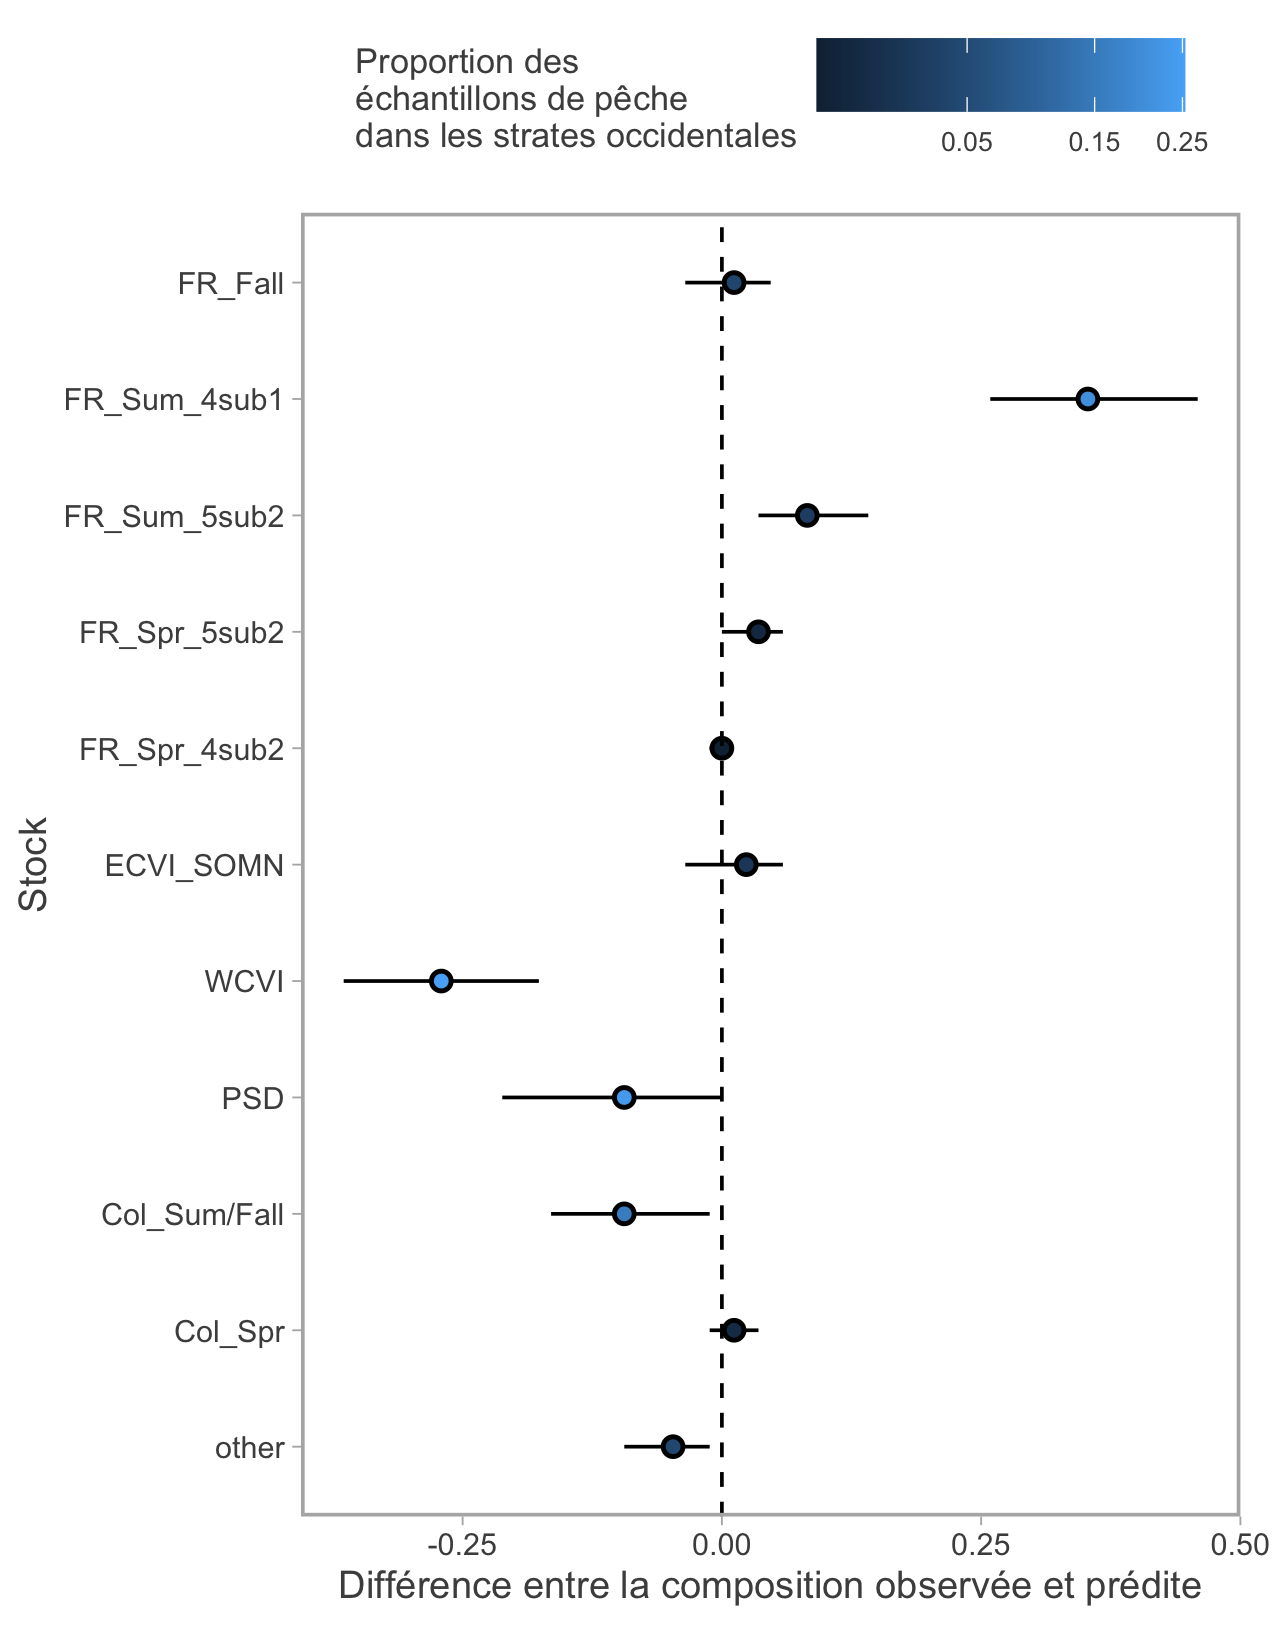 Proportion des
échantillons de pêche
dans les strates occidentales
0.05 0.15 0.25
FR_Fall
FR_Sum_4sub1
FR_Sum_5sub2
FR_Spr_5sub2
FR_Spr_4sub2
ECVI_SOMN
WCVI
PSD
Col_Sum/Fall
Col_Spr
other
Stock
-0.25 0.00 0.25 0.50
Différence entre la composition observée et prédite